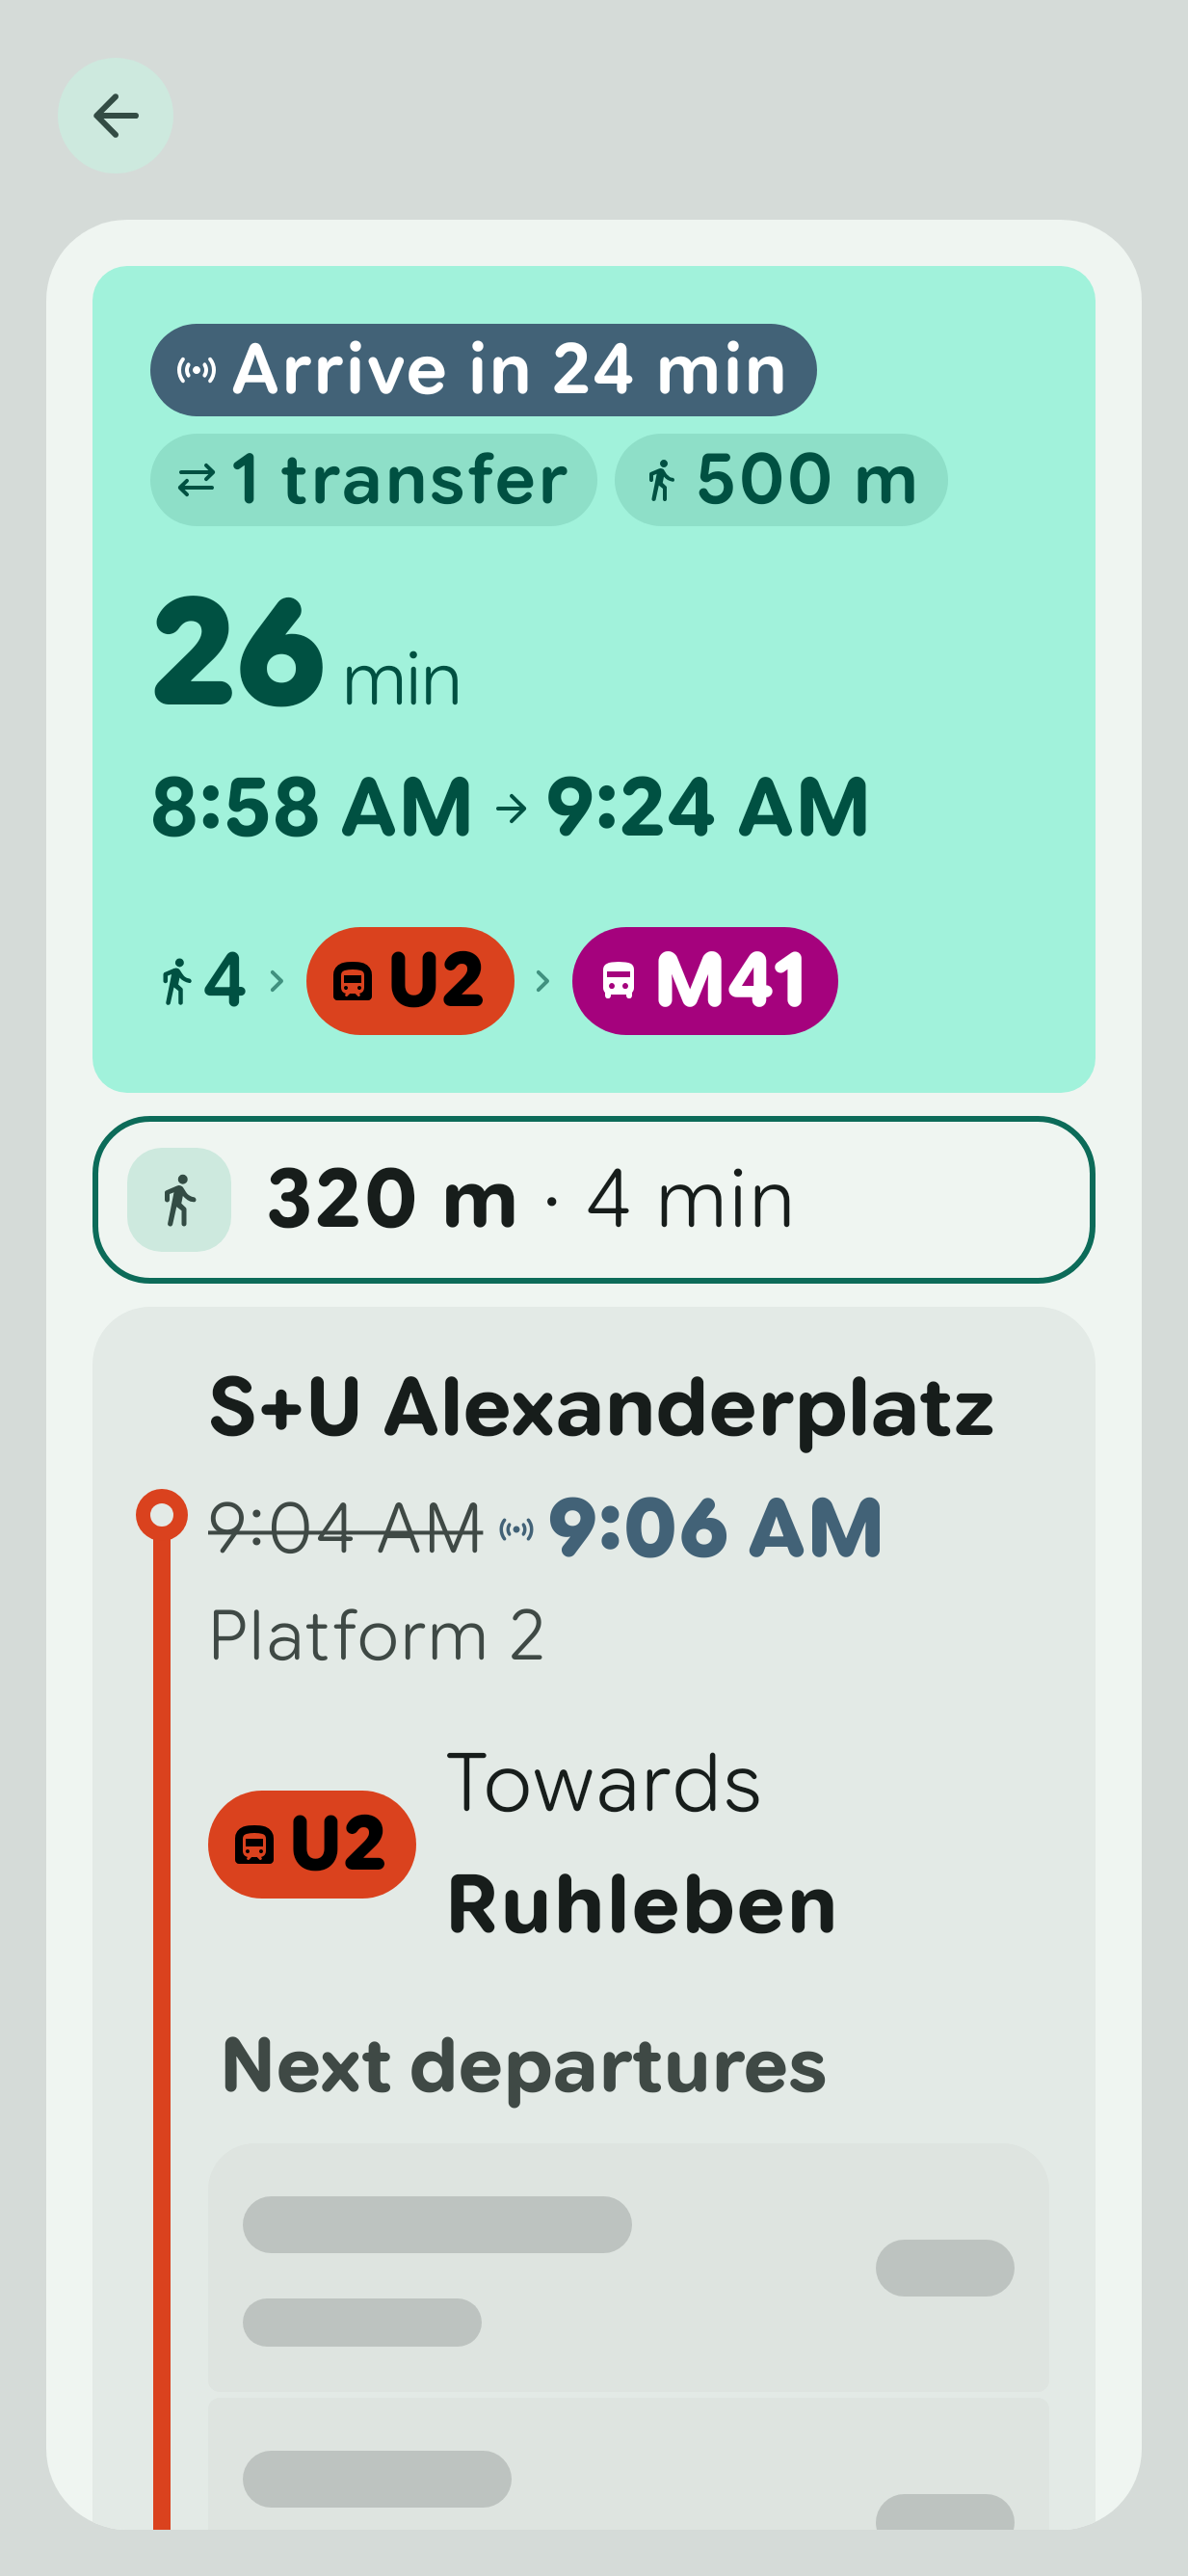 Arrive in 24 min
1 transfer 500 m
26 min
8:58 AM → 9:24 AM
4 > U2 > M41
320 m · 4 min
S+U Alexanderplatz
9:04 AM 9:06 AM
Platform 2
Towards
U2
Ruhleben
Next departures